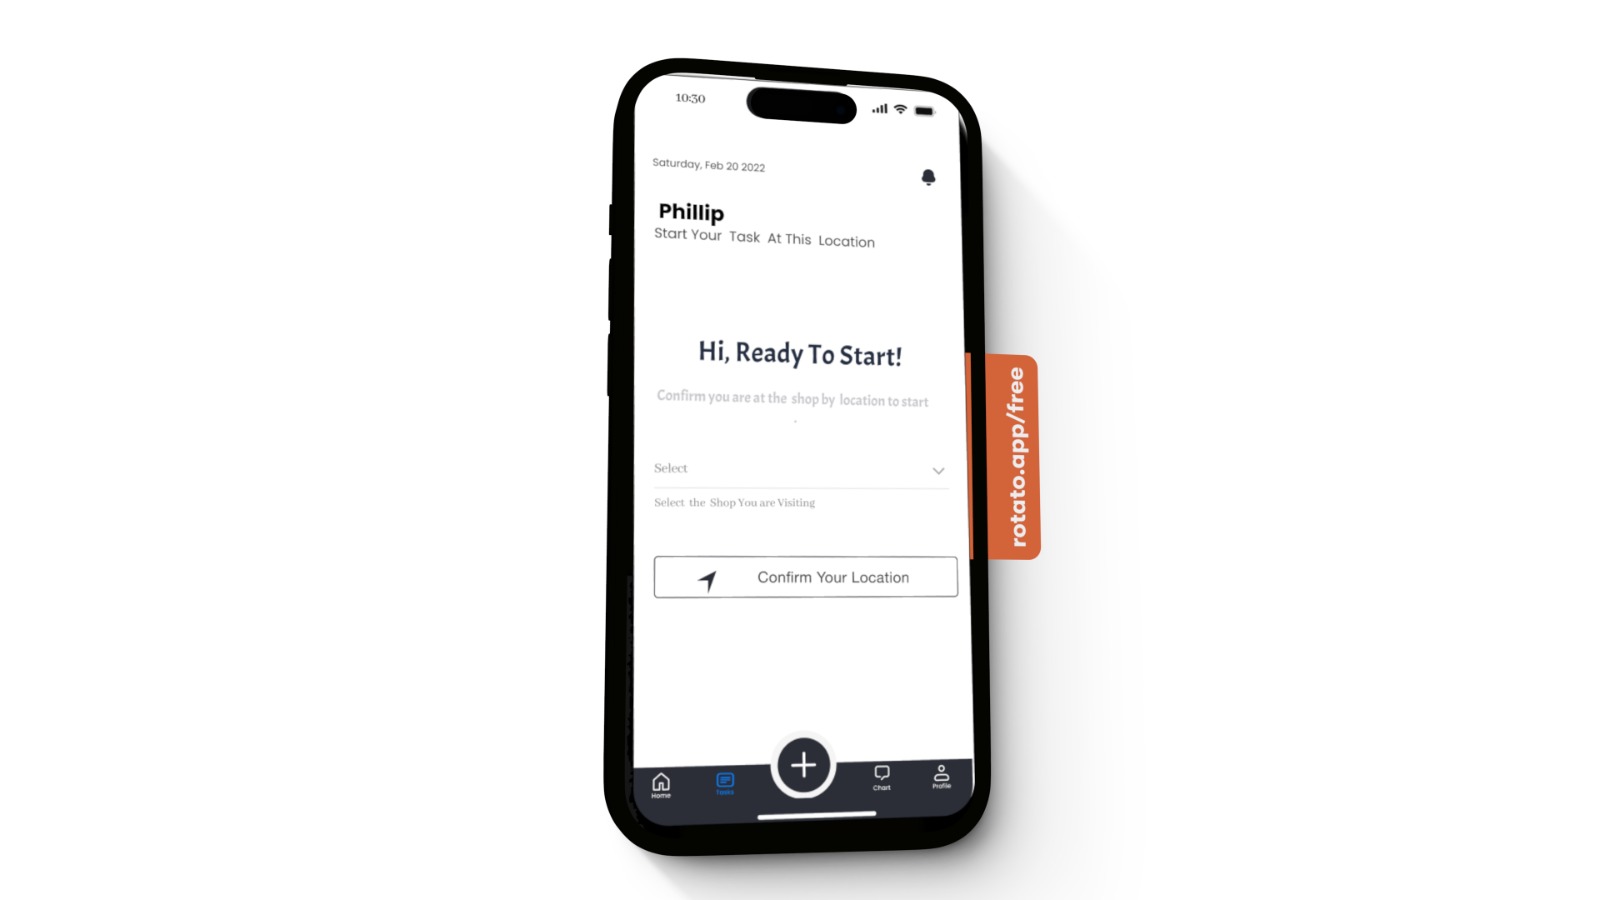 10:30
Saturday, Feb 20 2022
Phillip
Start Your Task At This Location
Hi, Ready To Start!
Confirm you are at the shop by location to start
.
Select
Select the Shop You are Visiting
Confirm Your Location
Home
Tasks
Chart
Profile
rotato.app/free